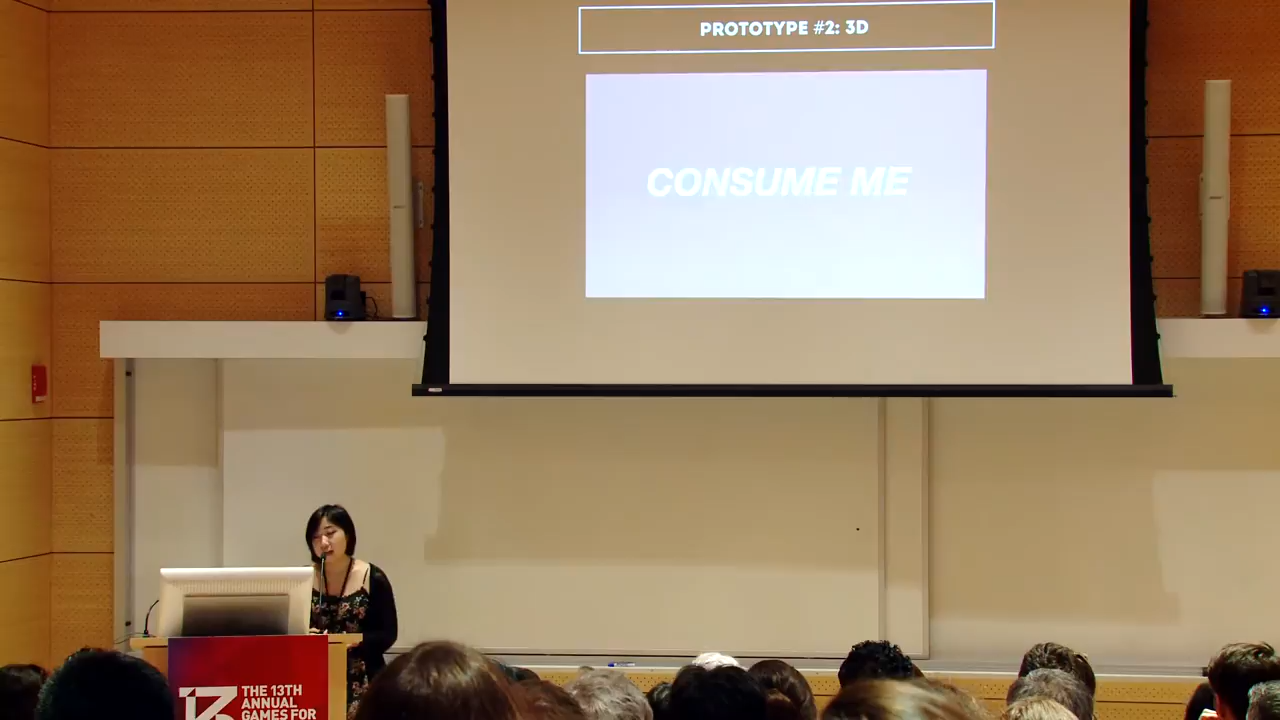 PROTOTYPE #2: 3D
CONSUME ME
13
THE 13TH
ANNUAL
GAMES FOR